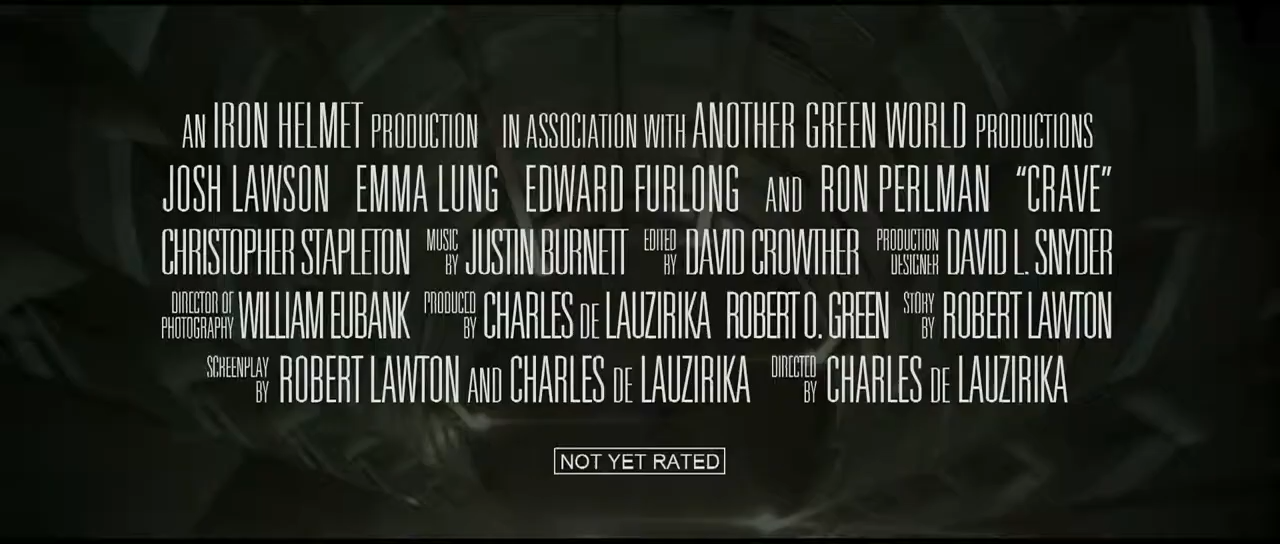 AN IRON HELMET PRODUCTION IN ASSOCIATION WITH ANOTHER GREEN WORLD PRODUCTIONS
JOSH LAWSON EMMA LUNG EDWARD FURLONG AND RON PERLMAN “CRAVE”
CHRISTOPHER STAPLETON MUSIC BY JUSTIN BURNETT EDITED BY DAVID CROWTHER PRODUCTION DESIGNER DAVID L. SNYDER
DIRECTOR OF PHOTOGRAPHY WILLIAM EUBANK PRODUCED BY CHARLES DE LAUZIRIKA ROBERT O. GREEN STORY BY ROBERT LAWTON
SCREENPLAY BY ROBERT LAWTON AND CHARLES DE LAUZIRIKA DIRECTED BY CHARLES DE LAUZIRIKA
NOT YET RATED